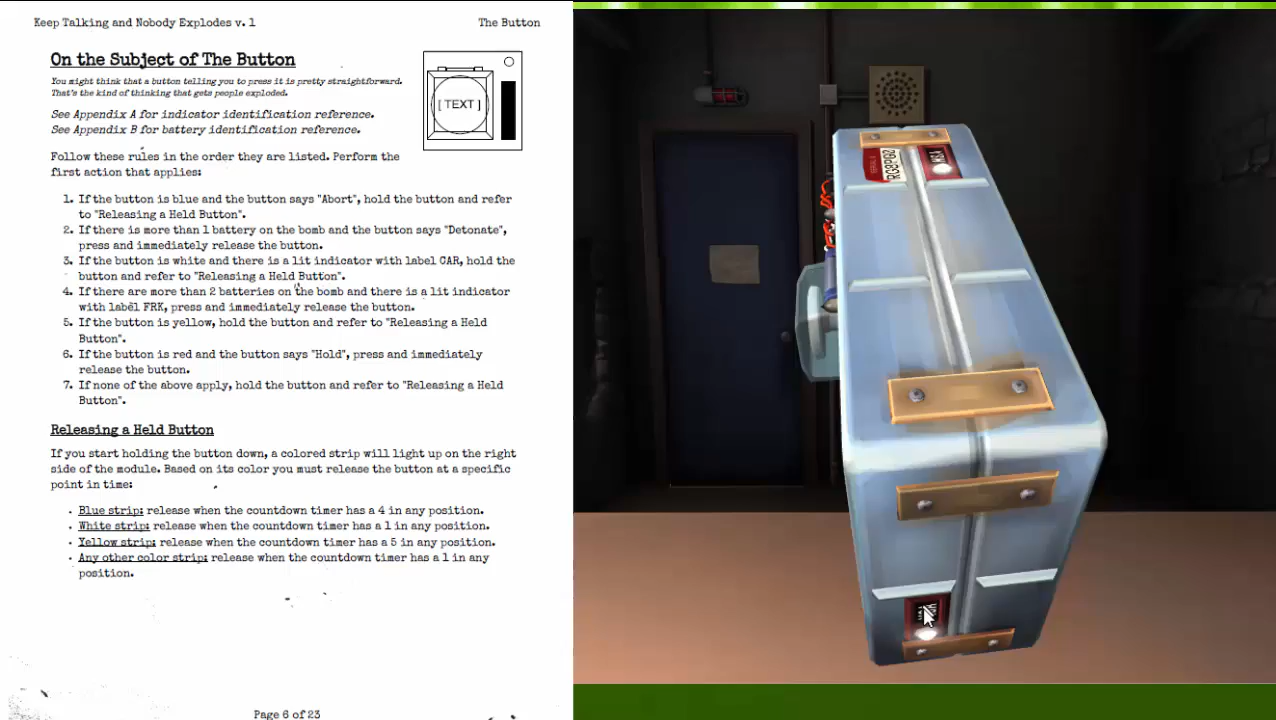 Keep Talking and Nobody Explodes v. 1
The Button
On the Subject of The Button
You might think that a button telling you to press it is pretty straightforward.
That's the kind of thinking that gets people exploded.
See Appendix A for indicator identification reference.
See Appendix B for battery identification reference.
[ TEXT ]
Follow these rules in the order they are listed. Perform the
first action that applies:
1. If the button is blue and the button says "Abort", hold the button and refer
to "Releasing a Held Button".
2. If there is more than 1 battery on the bomb and the button says "Detonate",
press and immediately release the button.
3. If the button is white and there is a lit indicator with label CAR, hold the
button and refer to "Releasing a Held Button".
4. If there are more than 2 batteries on the bomb and there is a lit indicator
with label FRK, press and immediately release the button.
5. If the button is yellow, hold the button and refer to "Releasing a Held
Button".
6. If the button is red and the button says "Hold", press and immediately
release the button.
7. If none of the above apply, hold the button and refer to "Releasing a Held
Button".
Releasing a Held Button
If you start holding the button down, a colored strip will light up on the right
side of the module. Based on its color you must release the button at a specific
point in time:
• Blue strip: release when the countdown timer has a 4 in any position.
• White strip: release when the countdown timer has a 1 in any position.
• Yellow strip: release when the countdown timer has a 5 in any position.
• Any other color strip: release when the countdown timer has a 1 in any
position.
Page 6 of 23
SERIAL #
MSA